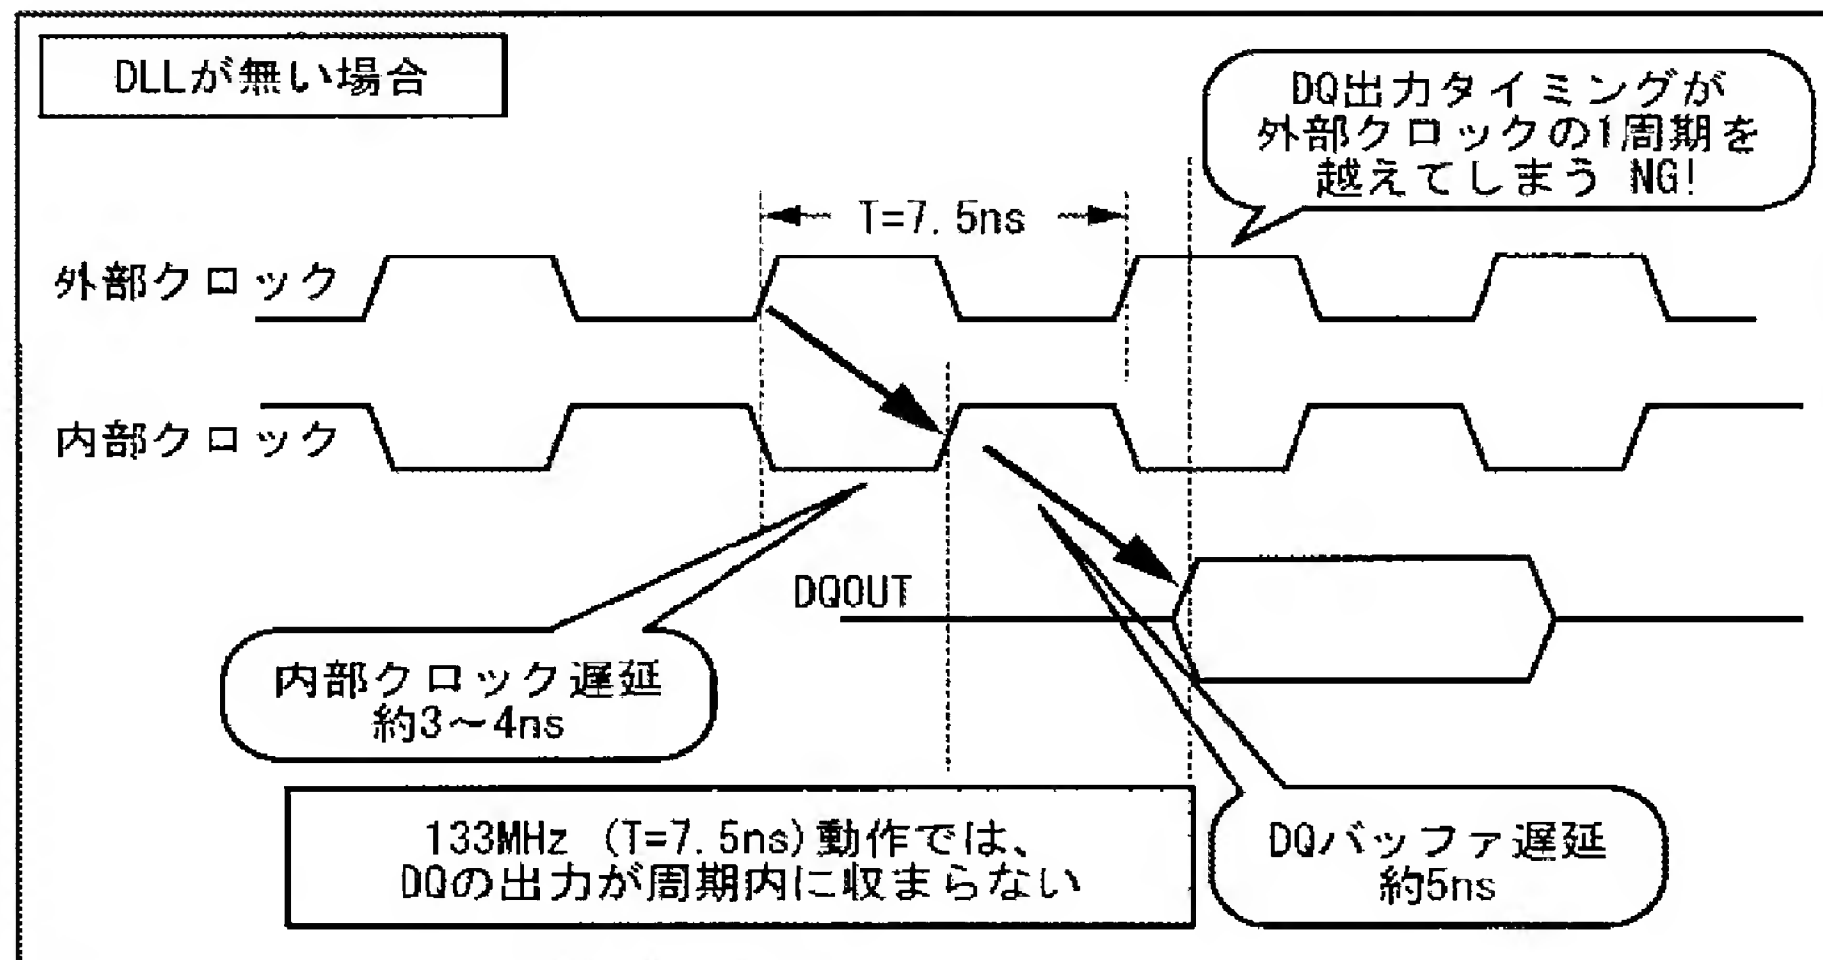 DLLが無い場合
DQ出力タイミングが
外部クロックの1周期を
越えてしまう NG!
T=7.5ns
外部クロック
内部クロック
DQOUT
内部クロック遅延
約3～4ns
133MHz (T=7.5ns)動作では、
DQの出力が周期内に収まらない
DQバッファ遅延
約5ns